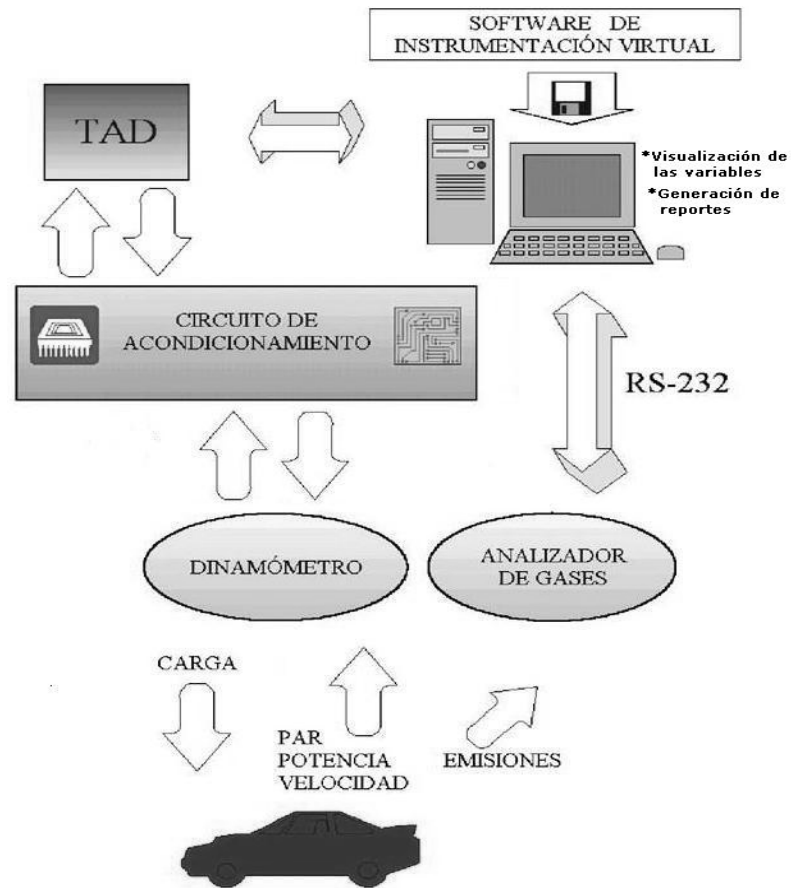 SOFTWARE DE
INSTRUMENTACIÓN VIRTUAL
TAD
*Visualización de
las variables
*Generación de
reportes
CIRCUITO DE
ACONDICIONAMIENTO
RS-232
DINAMÓMETRO
ANALIZADOR
DE GASES
CARGA
PAR
POTENCIA
VELOCIDAD
EMISIONES